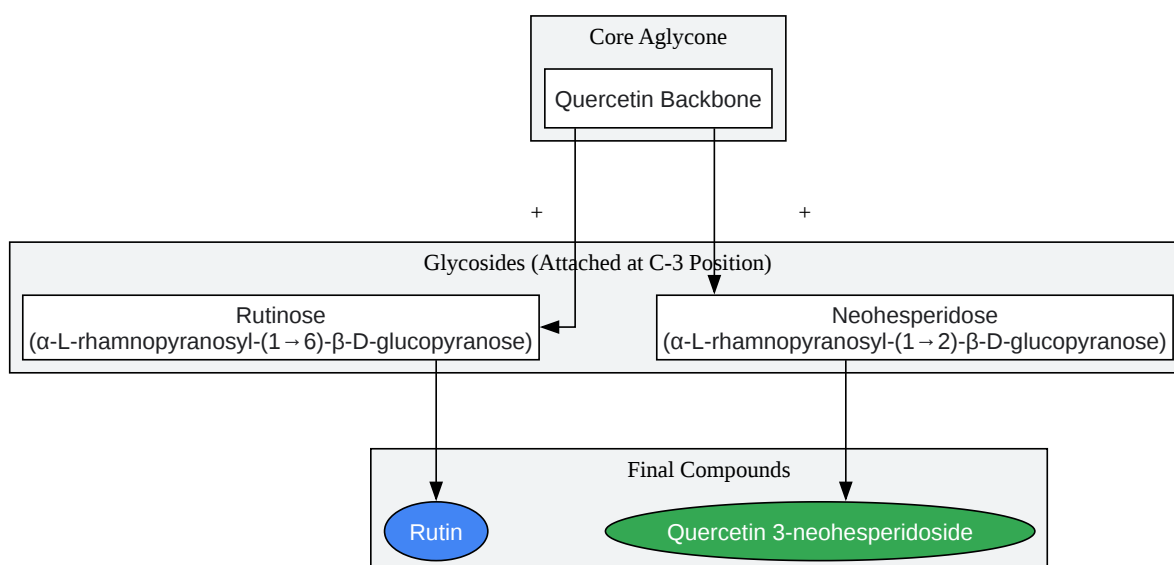 Core Aglycone
Quercetin Backbone
+
+
Glycosides (Attached at C-3 Position)
Rutinose
(α-L-rhamnopyranosyl-(1→6)-β-D-glucopyranose)
Neohesperidose
(α-L-rhamnopyranosyl-(1→2)-β-D-glucopyranose)
Final Compounds
Rutin
Quercetin 3-neohesperidoside